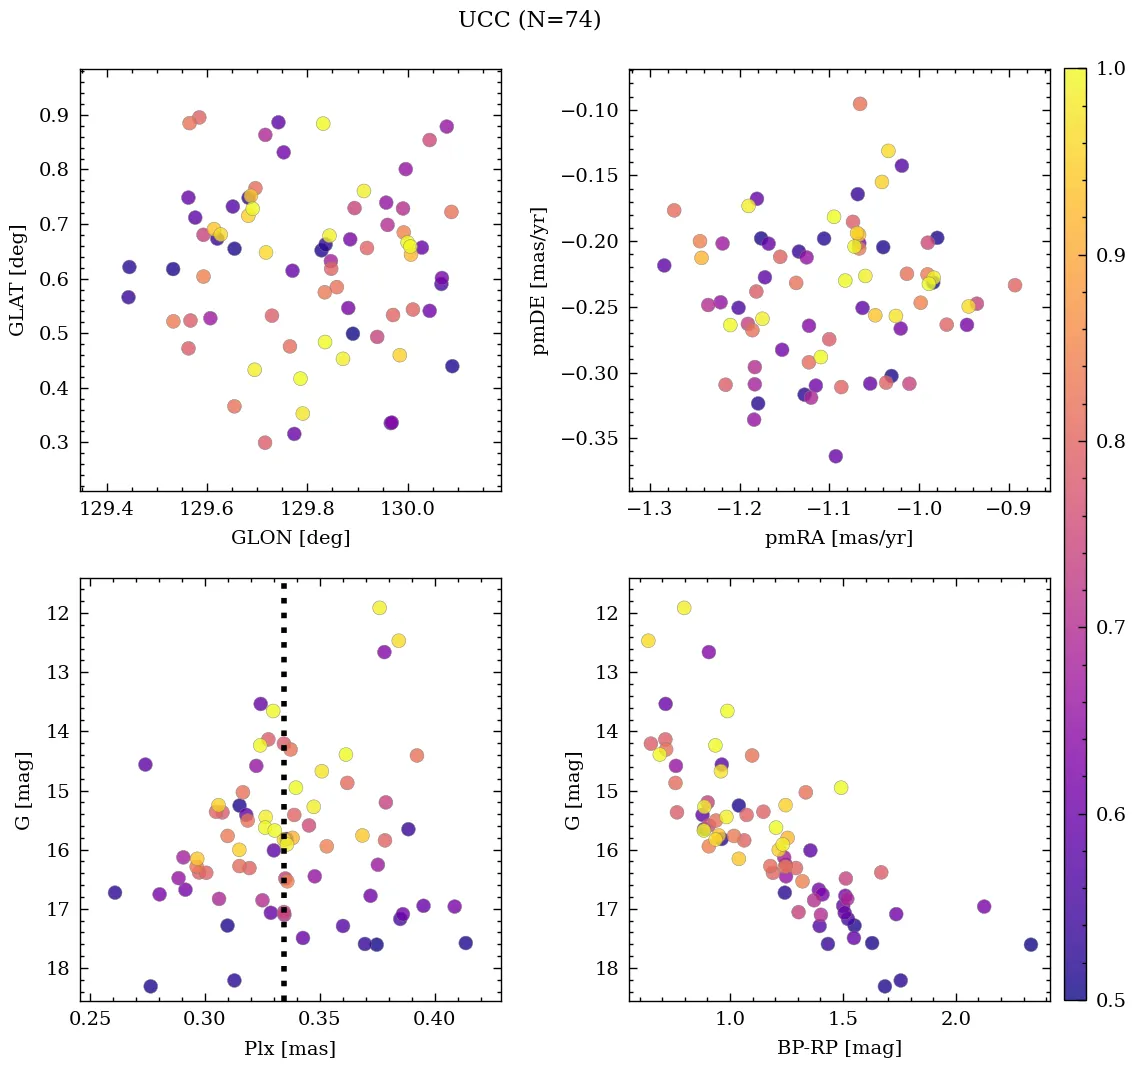 UCC (N=74)
0.9
0.8
0.7
0.6
0.5
0.4
0.3
GLAT [deg]
129.4 129.6 129.8 130.0
GLON [deg]
−0.10
−0.15
−0.20
−0.25
−0.30
−0.35
pmDE [mas/yr]
−1.3 −1.2 −1.1 −1.0 −0.9
pmRA [mas/yr]
12
13
14
15
16
17
18
G [mag]
0.25 0.30 0.35 0.40
Plx [mas]
12
13
14
15
16
17
18
G [mag]
1.0 1.5 2.0
BP-RP [mag]
1.0
0.9
0.8
0.7
0.6
0.5